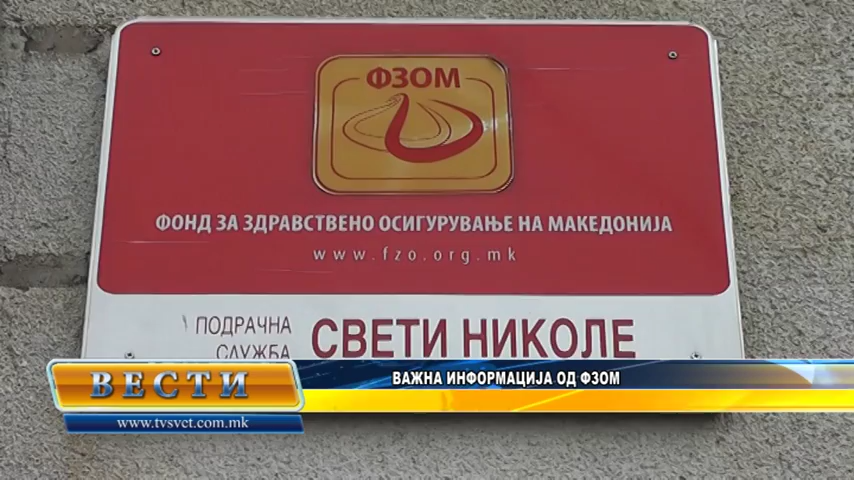 ФЗОМ
ФОНД ЗА ЗДРАВСТВЕНО ОСИГУРУВАЊЕ НА МАКЕДОНИЈА
www.fzo.org.mk
ПОДРАЧНА
СЛУЖБА
СВЕТИ НИКОЛЕ
ВЕСТИ
ВАЖНА ИНФОРМАЦИЈА ОД ФЗОМ
www.tvsvct.com.mk